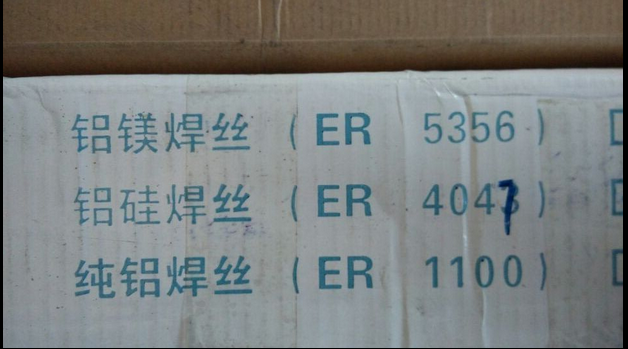 铝镁焊丝 (ER 5356)
铝硅焊丝 (ER 4047)
纯铝焊丝 (ER 1100)